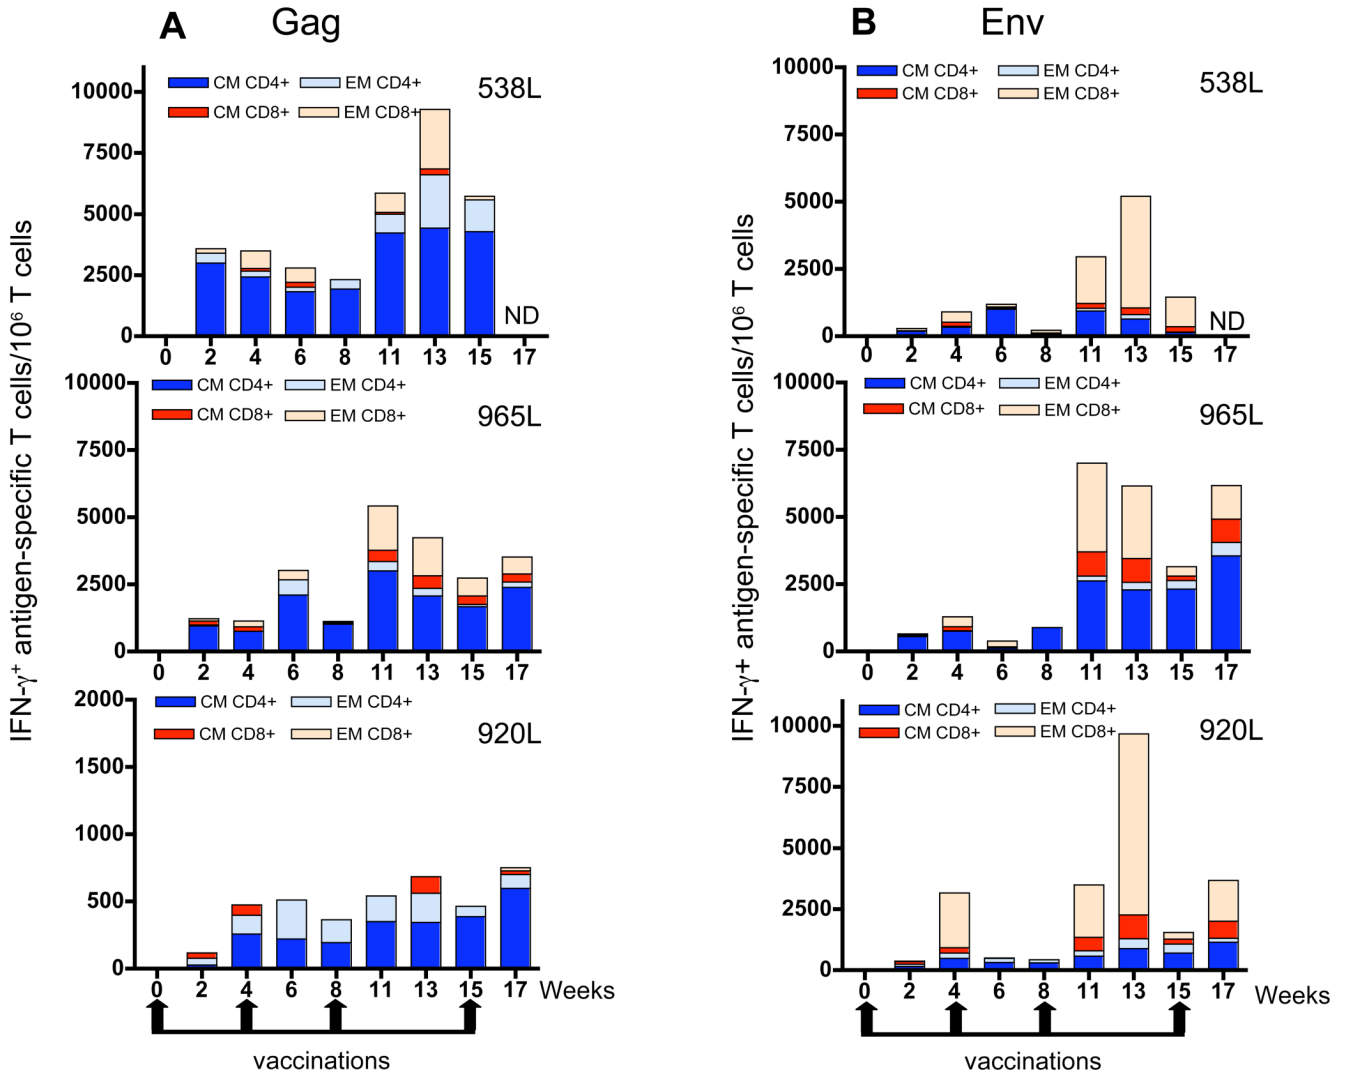 A Gag
IFN-γ+ antigen-specific T cells/10⁶ T cells
CM CD4+ EM CD4+
CM CD8+ EM CD8+
538L
10000
7500
5000
2500
0
ND
0 2 4 6 8 11 13 15 17
CM CD4+ EM CD4+
CM CD8+ EM CD8+
965L
10000
7500
5000
2500
0
0 2 4 6 8 11 13 15 17
CM CD4+ EM CD4+
CM CD8+ EM CD8+
920L
2000
1500
1000
500
0
0 2 4 6 8 11 13 15 17 Weeks
vaccinations
B Env
IFN-γ+ antigen-specific T cells/10⁶ T cells
CM CD4+ EM CD4+
CM CD8+ EM CD8+
538L
10000
7500
5000
2500
0
ND
0 2 4 6 8 11 13 15 17
CM CD4+ EM CD4+
CM CD8+ EM CD8+
965L
10000
7500
5000
2500
0
0 2 4 6 8 11 13 15 17
CM CD4+ EM CD4+
CM CD8+ EM CD8+
920L
10000
7500
5000
2500
0
0 2 4 6 8 11 13 15 17 Weeks
vaccinations